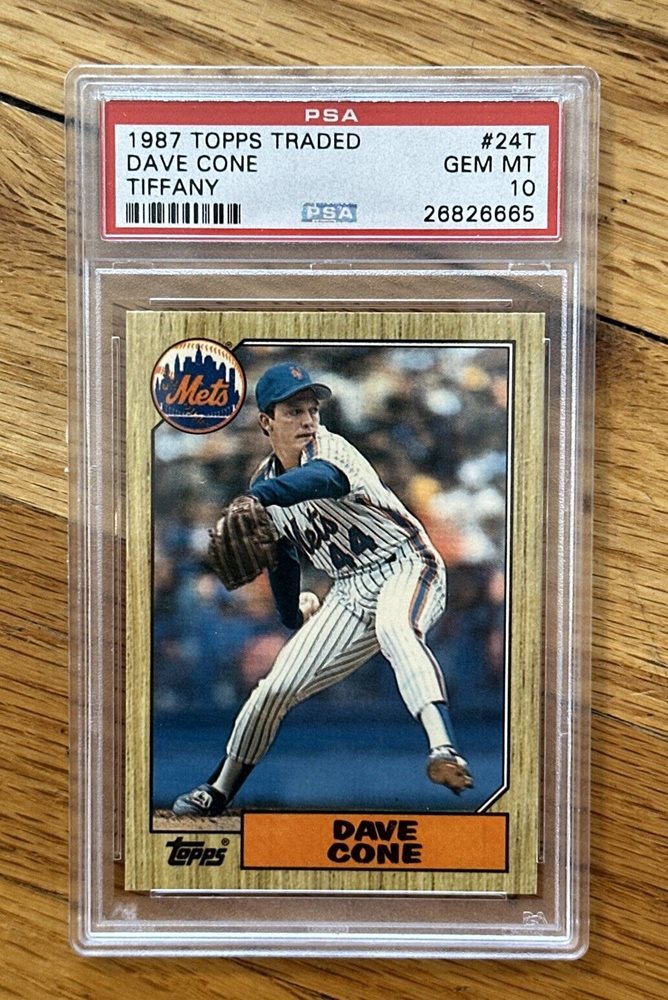 PSA
1987 TOPPS TRADED #24T
DAVE CONE GEM MT
TIFFANY 10
PSA 26826665
Mets
Mets
44
topps®
DAVE
CONE